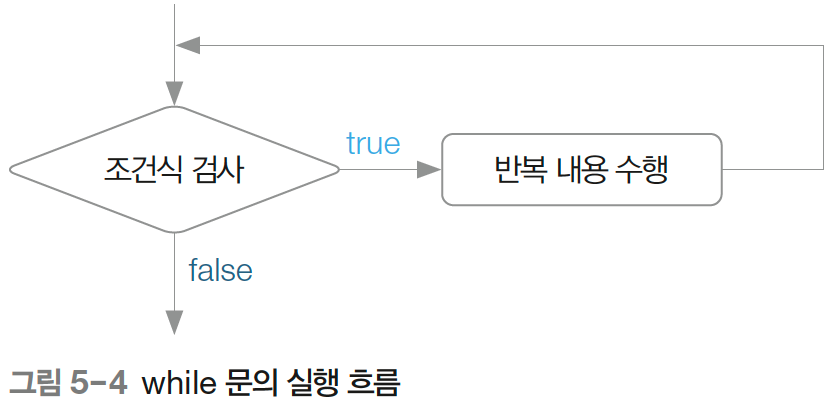 조건식 검사
true
반복 내용 수행
false
그림 5-4 while 문의 실행 흐름